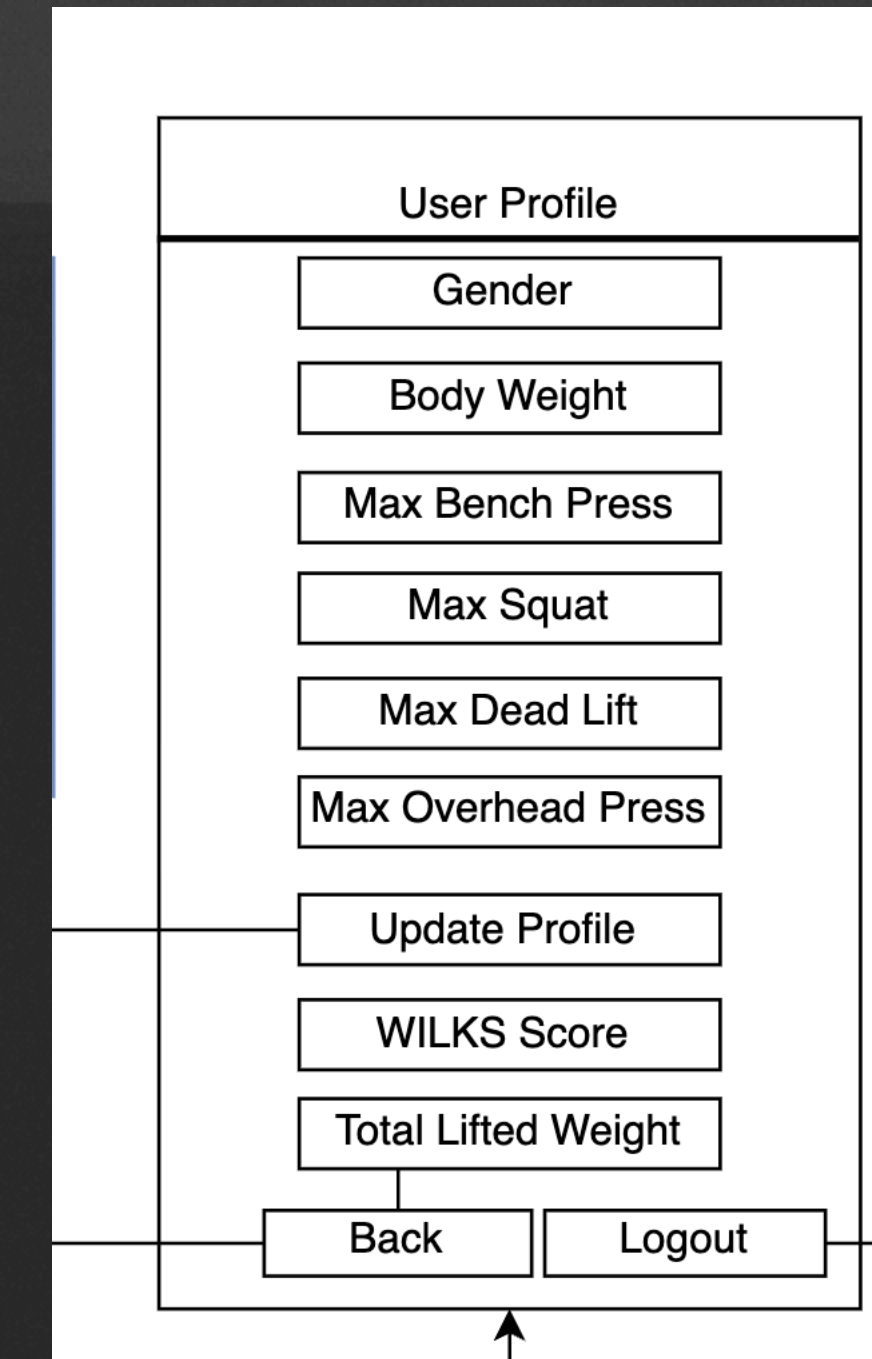 User Profile
Gender
Body Weight
Max Bench Press
Max Squat
Max Dead Lift
Max Overhead Press
Update Profile
WILKS Score
Total Lifted Weight
Back
Logout